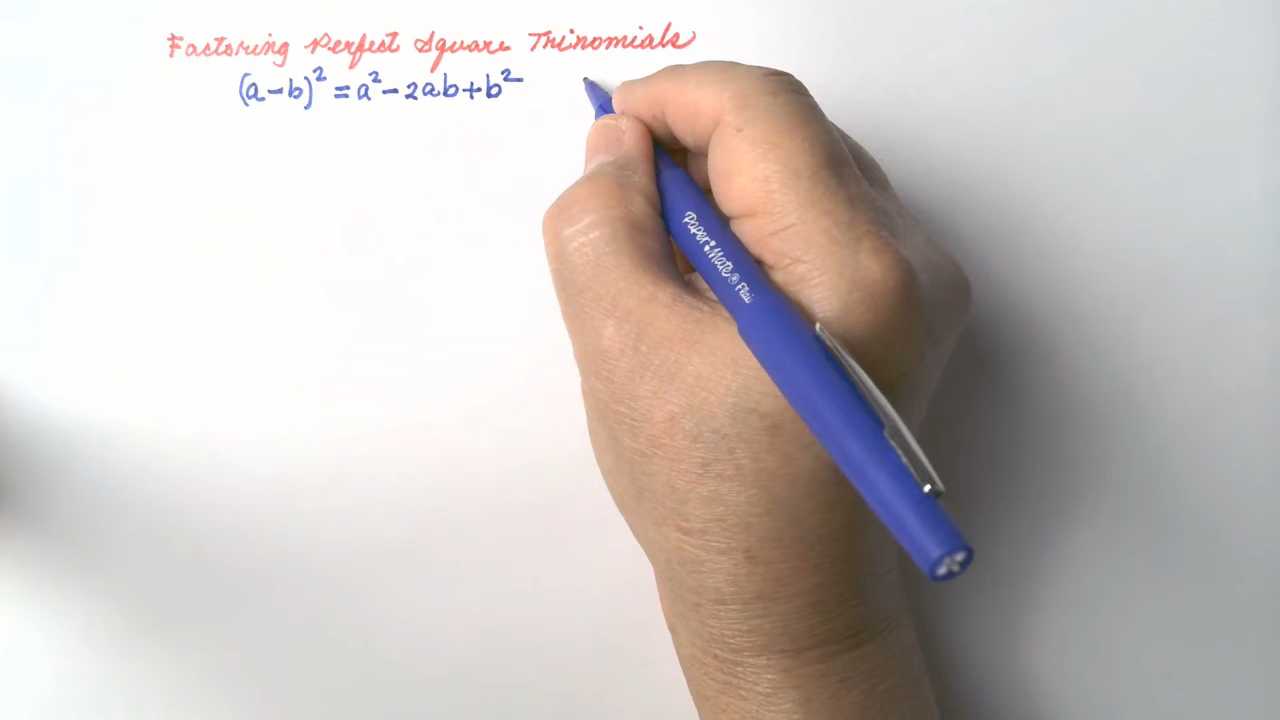 Factoring Perfect Square Trinomials
(a-b)² = a² - 2ab + b²
Paper Mate® Flair